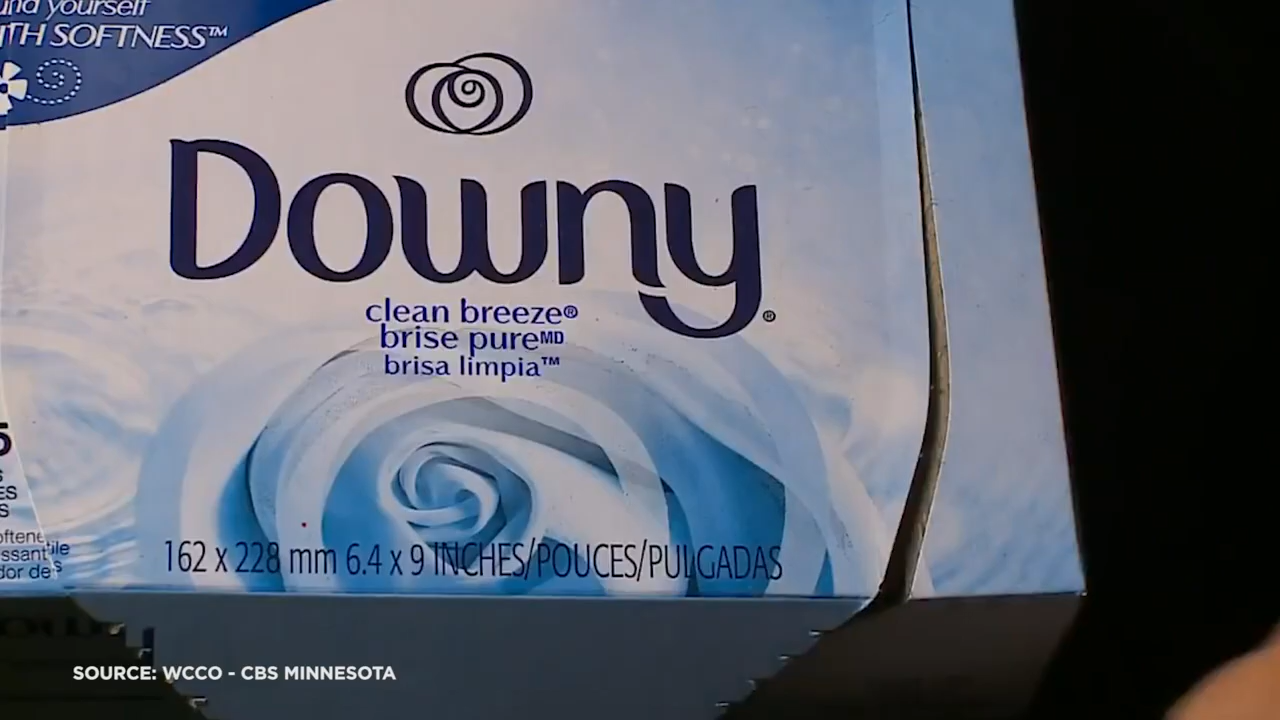 yourself
SOFTNESS™
Downy®
clean breeze®
brise pureMD
brisa limpia™
162 x 228 mm 6.4 x 9 INCHES/POUCES/PULGADAS
SOURCE: WCCO - CBS MINNESOTA